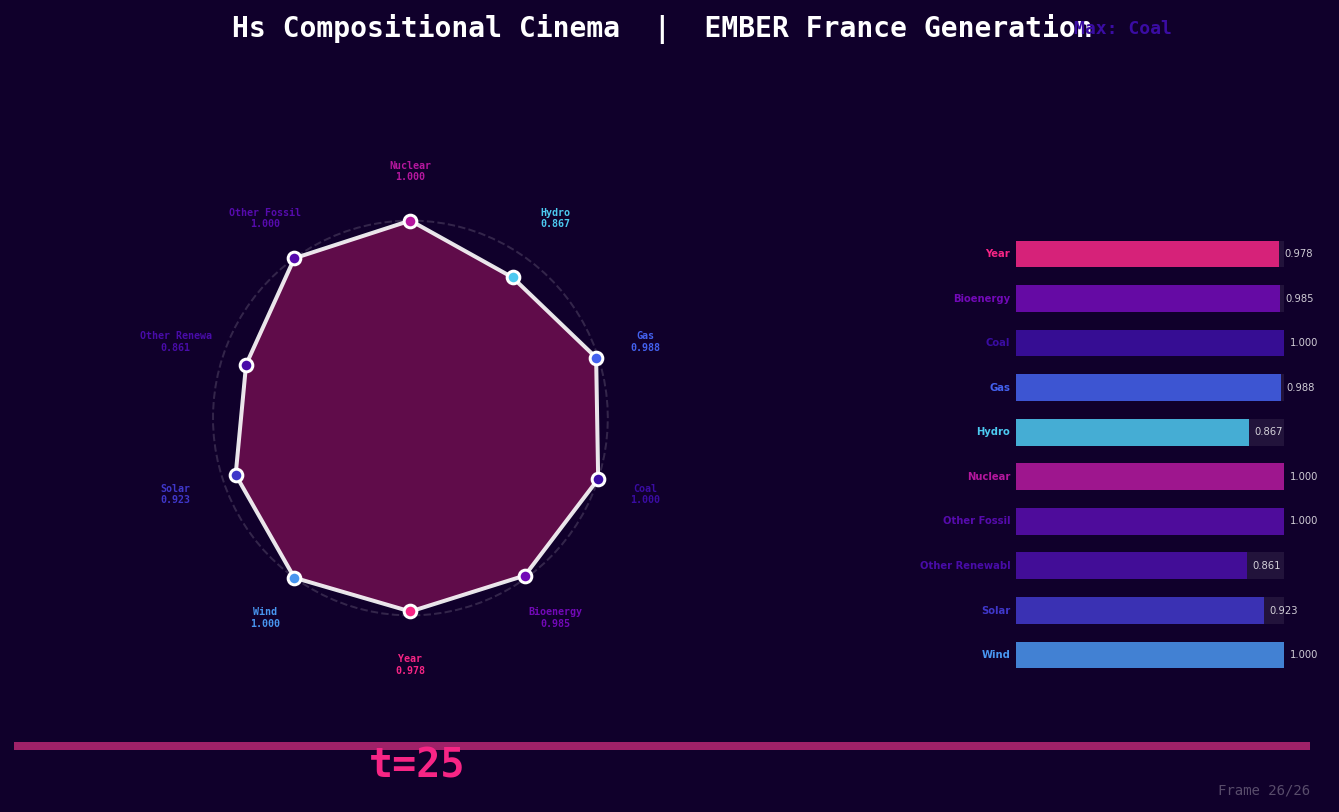 Hs Compositional Cinema | EMBER France Generation
Max: Coal
Nuclear
1.000
Other Fossil
1.000
Hydro
0.867
Other Renewa
0.861
Gas
0.988
Solar
0.923
Coal
1.000
Wind
1.000
Bioenergy
0.985
Year
0.978
Year 0.978
Bioenergy 0.985
Coal 1.000
Gas 0.988
Hydro 0.867
Nuclear 1.000
Other Fossil 1.000
Other Renewabl 0.861
Solar 0.923
Wind 1.000
t=25
Frame 26/26